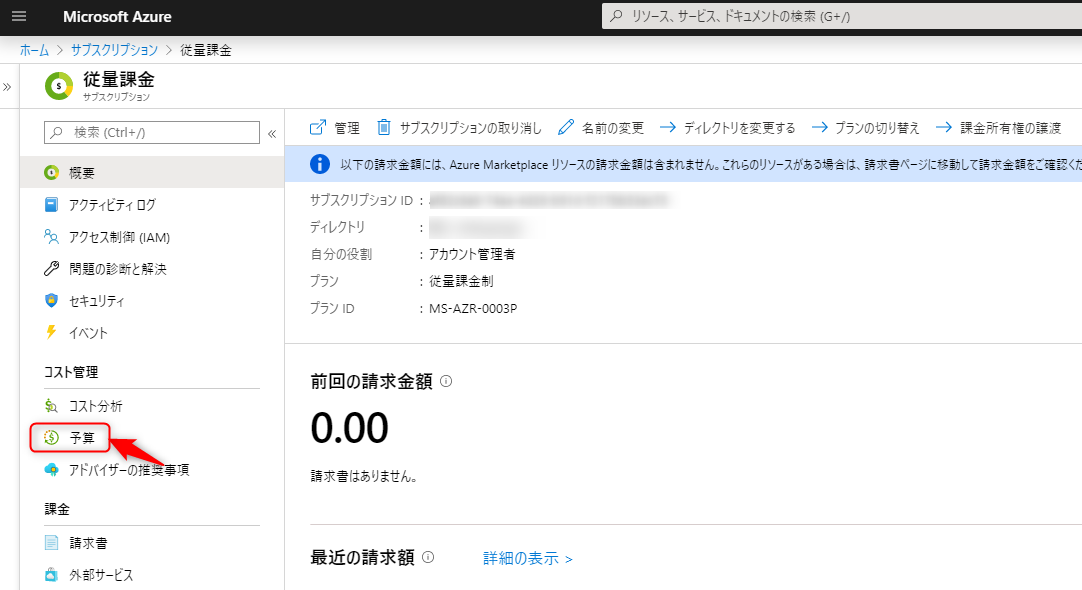 Microsoft Azure
リソース、サービス、ドキュメントの検索 (G+/)
ホーム > サブスクリプション > 従量課金
»
従量課金
サブスクリプション
検索 (Ctrl+/)
«
概要
アクティビティ ログ
アクセス制御 (IAM)
問題の診断と解決
セキュリティ
イベント
コスト管理
コスト分析
予算
アドバイザーの推奨事項
課金
請求書
外部サービス
管理
サブスクリプションの取り消し
名前の変更
ディレクトリを変更する
プランの切り替え
課金所有権の譲渡
以下の請求金額には、Azure Marketplace リソースの請求金額は含まれません。これらのリソースがある場合は、請求書ページに移動して請求金額をご確認くだ
サブスクリプション ID :
ディレクトリ :
自分の役割 : アカウント管理者
プラン : 従量課金制
プラン ID : MS-AZR-0003P
前回の請求金額
0.00
請求書はありません。
最近の請求額
詳細の表示 >